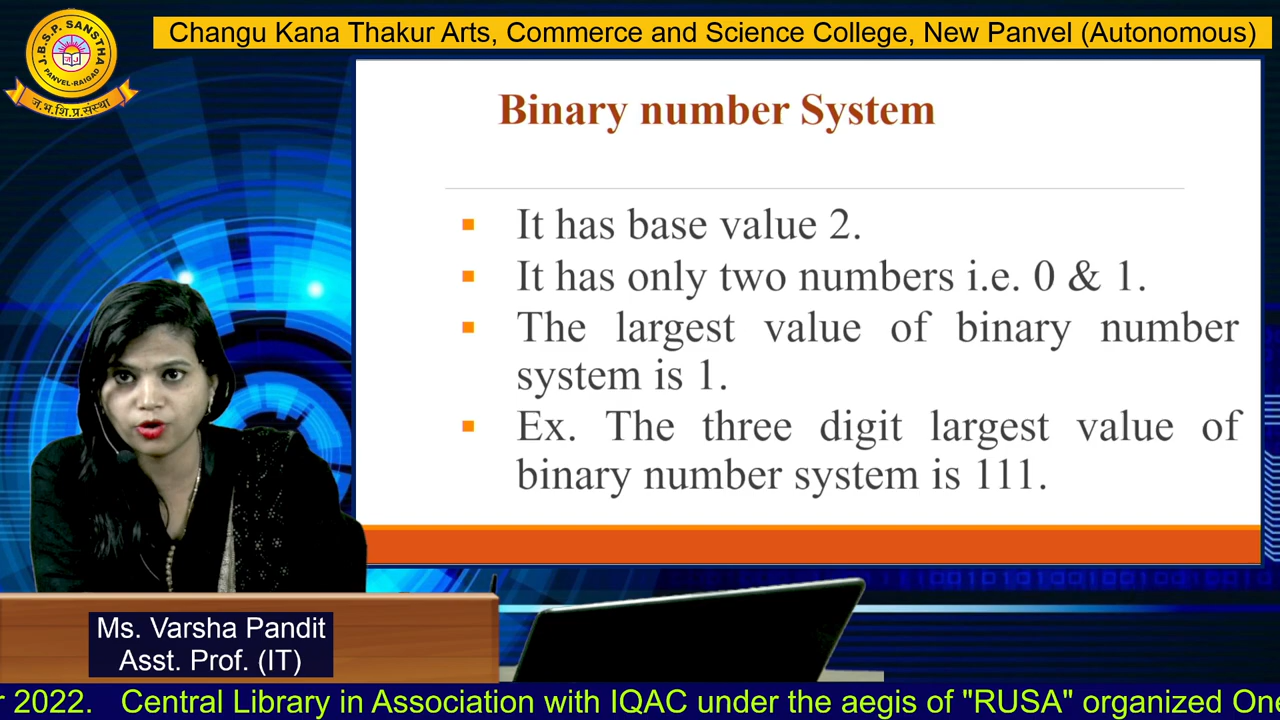 J.B.S.P. SANSTHA
PANVEL-RAIGAD
ज.भ.शि.प्र.संस्था
Changu Kana Thakur Arts, Commerce and Science College, New Panvel (Autonomous)
Binary number System
It has base value 2.
It has only two numbers i.e. 0 & 1.
The largest value of binary number
system is 1.
Ex. The three digit largest value of
binary number system is 111.
Ms. Varsha Pandit
Asst. Prof. (IT)
2022. Central Library in Association with IQAC under the aegis of "RUSA" organized